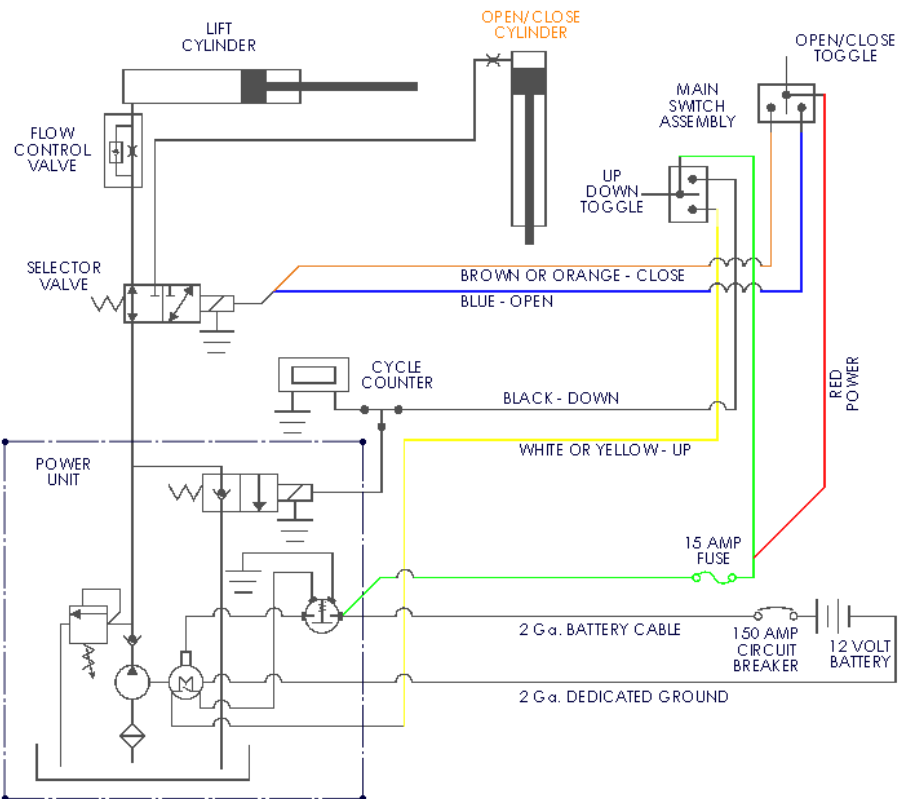 OPEN/CLOSE
CYLINDER
LIFT
CYLINDER
OPEN/CLOSE
TOGGLE
MAIN
SWITCH
ASSEMBLY
FLOW
CONTROL
VALVE
UP
DOWN
TOGGLE
SELECTOR
VALVE
BROWN OR ORANGE - CLOSE
BLUE - OPEN
CYCLE
COUNTER
BLACK - DOWN
RED
POWER
WHITE OR YELLOW - UP
POWER
UNIT
15 AMP
FUSE
2 Ga. BATTERY CABLE
150 AMP
CIRCUIT
BREAKER
12 VOLT
BATTERY
2 Ga. DEDICATED GROUND
M